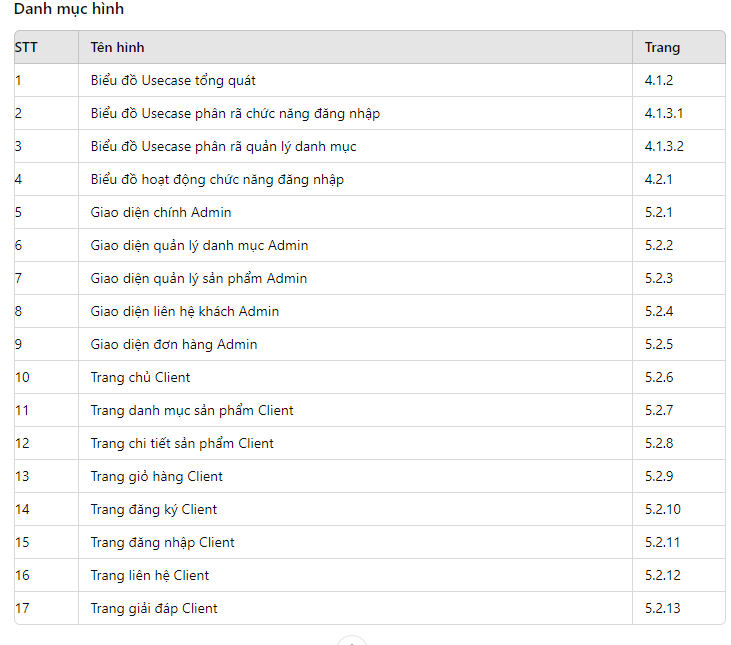 Danh mục hình
STT Tên hình Trang
1 Biểu đồ Usecase tổng quát 4.1.2
2 Biểu đồ Usecase phân rã chức năng đăng nhập 4.1.3.1
3 Biểu đồ Usecase phân rã quản lý danh mục 4.1.3.2
4 Biểu đồ hoạt động chức năng đăng nhập 4.2.1
5 Giao diện chính Admin 5.2.1
6 Giao diện quản lý danh mục Admin 5.2.2
7 Giao diện quản lý sản phẩm Admin 5.2.3
8 Giao diện liên hệ khách Admin 5.2.4
9 Giao diện đơn hàng Admin 5.2.5
10 Trang chủ Client 5.2.6
11 Trang danh mục sản phẩm Client 5.2.7
12 Trang chi tiết sản phẩm Client 5.2.8
13 Trang giỏ hàng Client 5.2.9
14 Trang đăng ký Client 5.2.10
15 Trang đăng nhập Client 5.2.11
16 Trang liên hệ Client 5.2.12
17 Trang giải đáp Client 5.2.13